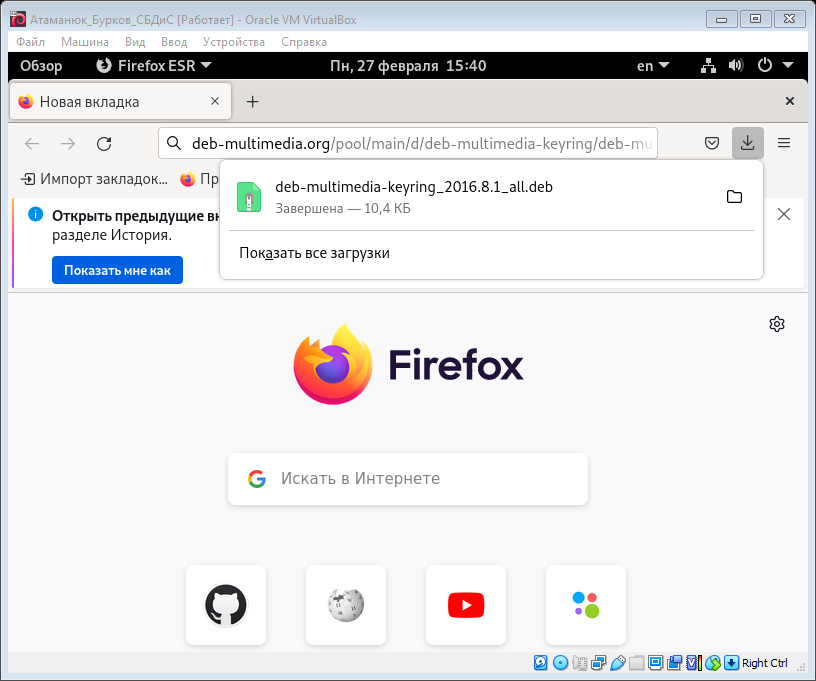 Атаманюк_Бурков_СБДиС [Работает] - Oracle VM VirtualBox
Файл Машина Вид Ввод Устройства Справка
Обзор Firefox ESR Пн, 27 февраля 15:40 en
Новая вкладка
deb-multimedia.org/pool/main/d/deb-multimedia-keyring/deb-mu
Импорт закладок... Пр
deb-multimedia-keyring_2016.8.1_all.deb
Завершена — 10,4 КБ
Показать все загрузки
Открыть предыдущие вк
разделе История.
Показать мне как
Firefox
Искать в Интернете
Right Ctrl